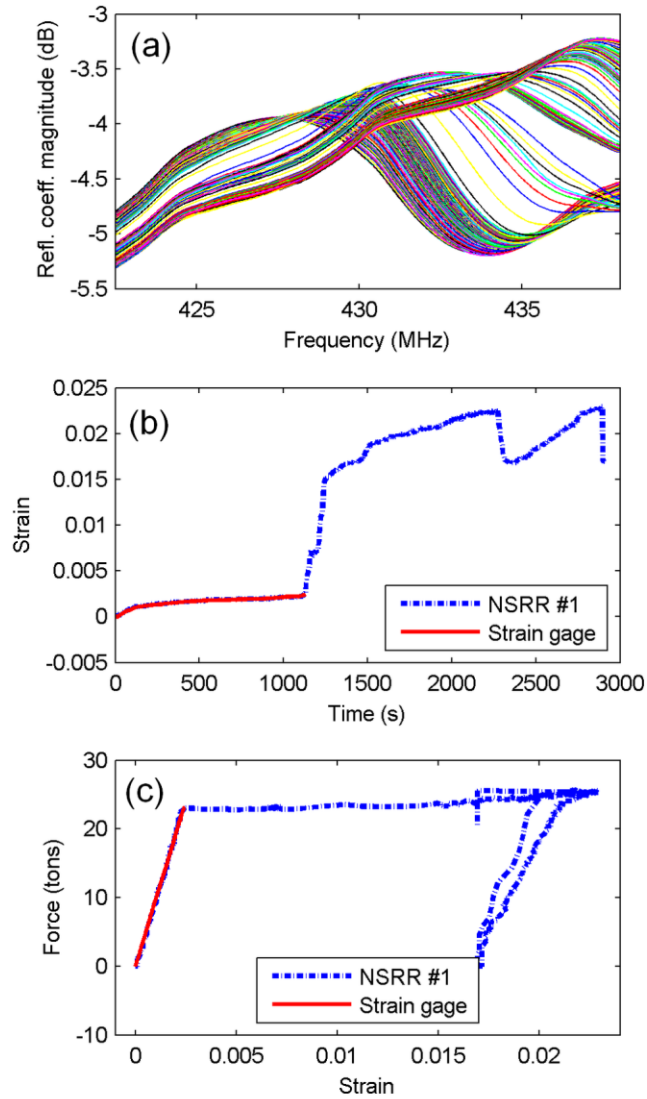 (a)
Refl. coeff. magnitude (dB)
-3
-3.5
-4
-4.5
-5
-5.5
425
430
435
Frequency (MHz)
(b)
Strain
0.025
0.02
0.015
0.01
0.005
0
-0.005
NSRR #1
Strain gage
0
500
1000
1500
2000
2500
3000
Time (s)
(c)
Force (tons)
30
20
10
0
-10
NSRR #1
Strain gage
0
0.005
0.01
0.015
0.02
Strain